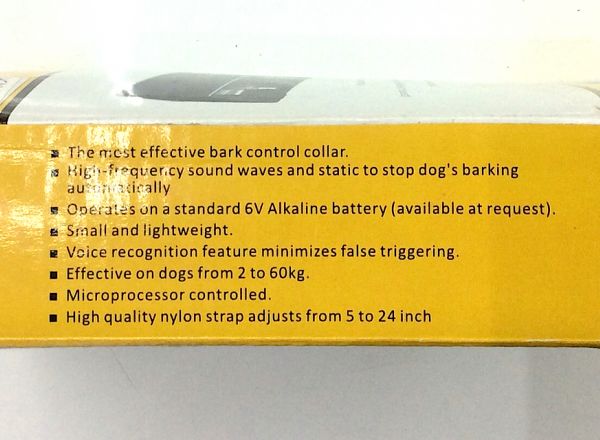 ▪ The most effective bark control collar.
▪ High-frequency sound waves and static to stop dog's barking
automatically
▪ Operates on a standard 6V Alkaline battery (available at request).
▪ Small and lightweight.
▪ Voice recognition feature minimizes false triggering.
▪ Effective on dogs from 2 to 60kg.
▪ Microprocessor controlled.
▪ High quality nylon strap adjusts from 5 to 24 inch